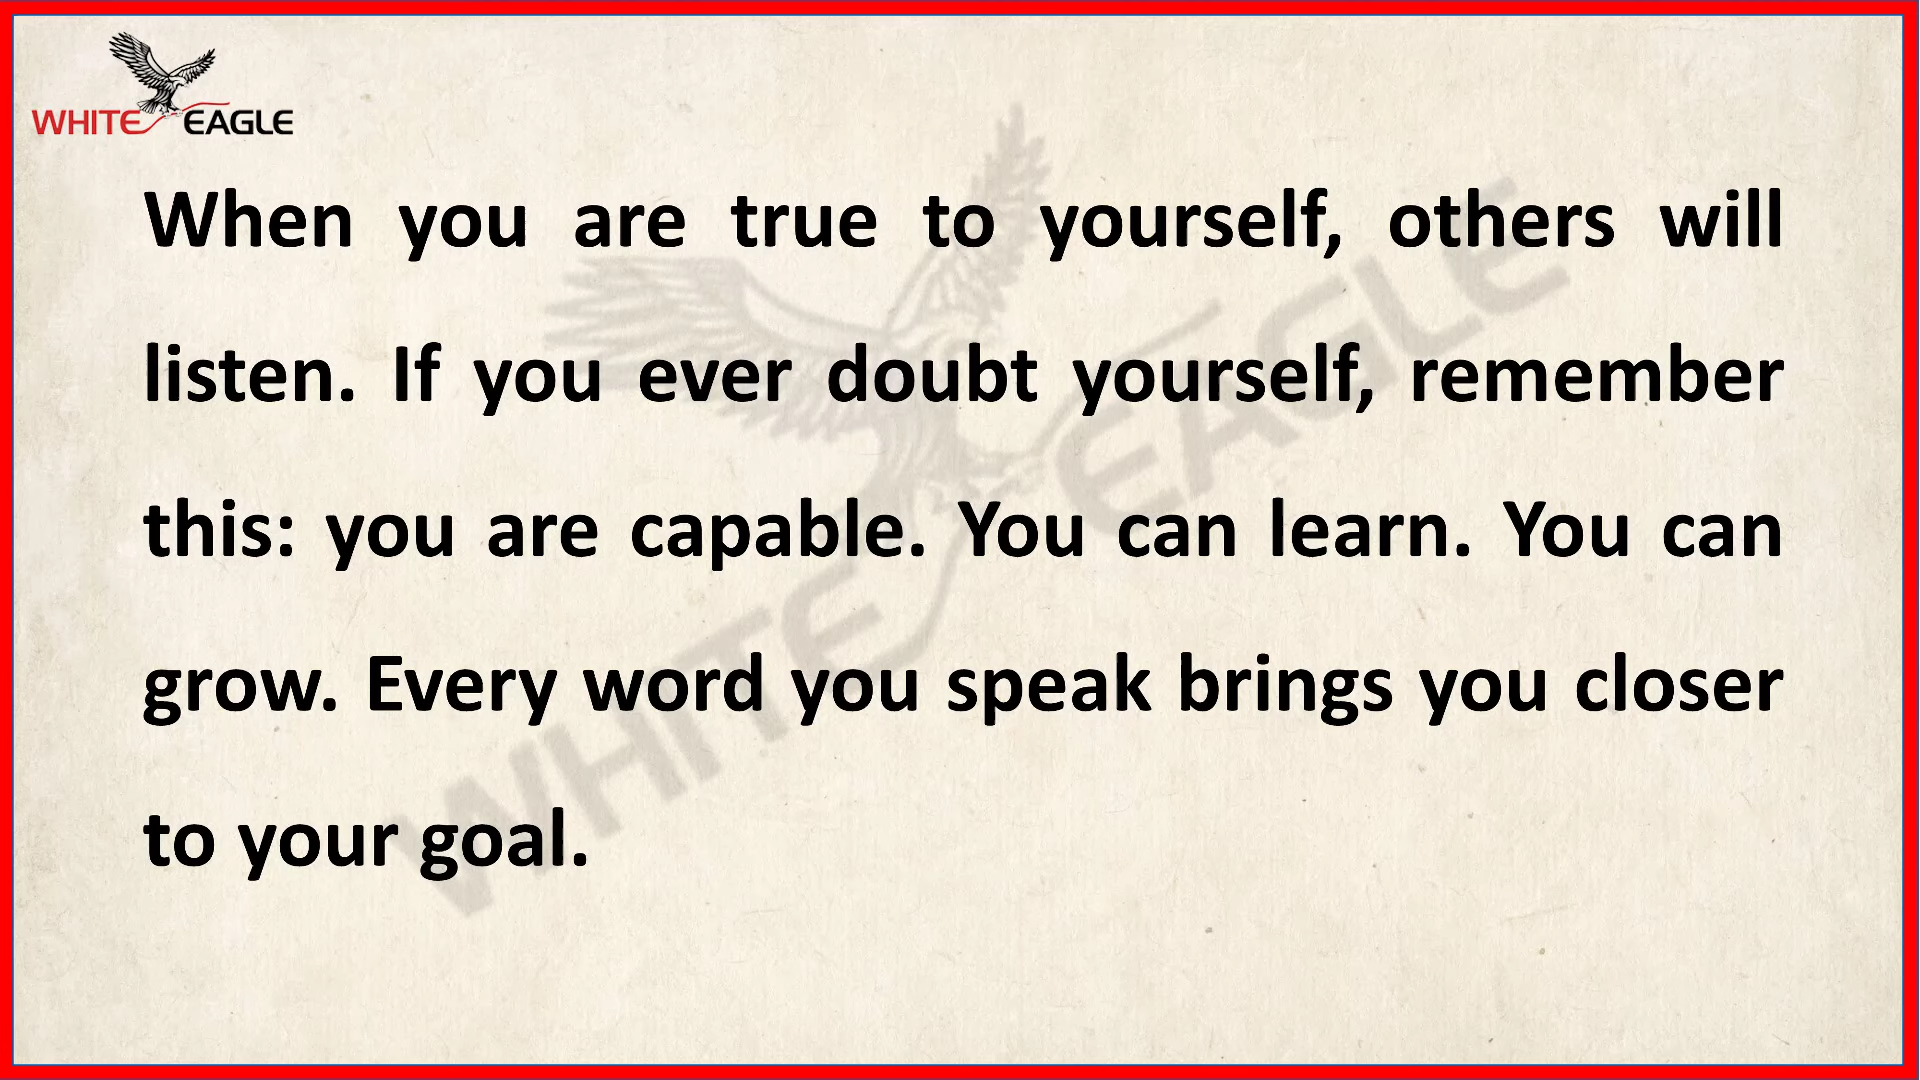 WHITE EAGLE
When you are true to yourself, others will
listen. If you ever doubt yourself, remember
this: you are capable. You can learn. You can
grow. Every word you speak brings you closer
to your goal.
WHITE EAGLE